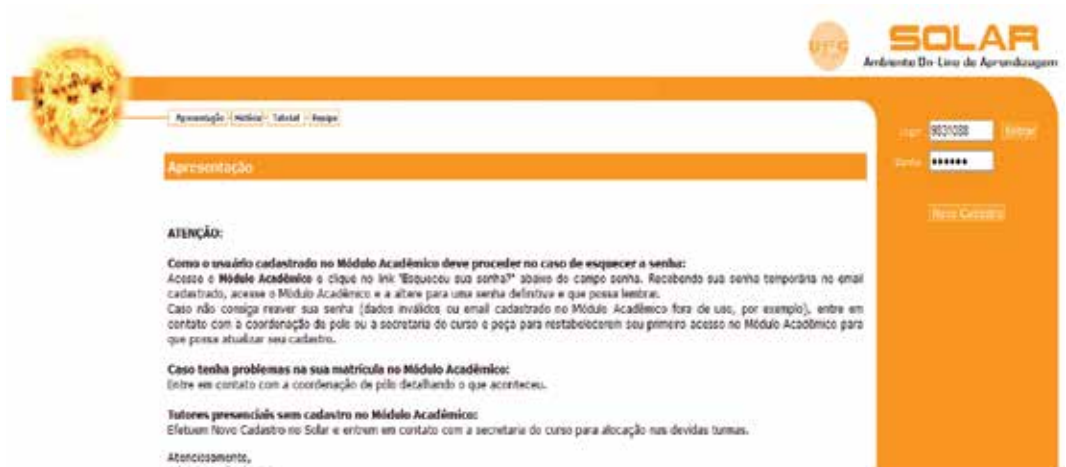 UFC
SOLAR
Ambiente On-Line de Aprendizagem
Apresentação História Tutorial Equipe
Login 9831088 Entrar
Senha ••••••
Apresentação
Novo Cadastro
ATENÇÃO:
Como o usuário cadastrado no Módulo Acadêmico deve proceder no caso de esquecer a senha:
Acesse o Módulo Acadêmico e clique no link "Esqueceu sua senha?" abaixo do campo senha. Recebendo sua senha temporária no email
cadastrado, acesse o Módulo Acadêmico e a altere para uma senha definitiva e que possa lembrar.
Caso não consiga reaver sua senha (dados inválidos ou email cadastrado no Módulo Acadêmico fora de uso, por exemplo), entre em
contato com a coordenação de polo ou a secretaria do curso e peça para restabelecerem seu primeiro acesso no Módulo Acadêmico para
que possa atualizar seu cadastro.
Caso tenha problemas na sua matrícula no Módulo Acadêmico:
Entre em contato com a coordenação de pólo detalhando o que aconteceu.
Tutores presenciais sem cadastro no Módulo Acadêmico:
Efetuem Novo Cadastro no Solar e entrem em contato com a secretaria do curso para alocação nas devidas turmas.
Atenciosamente,